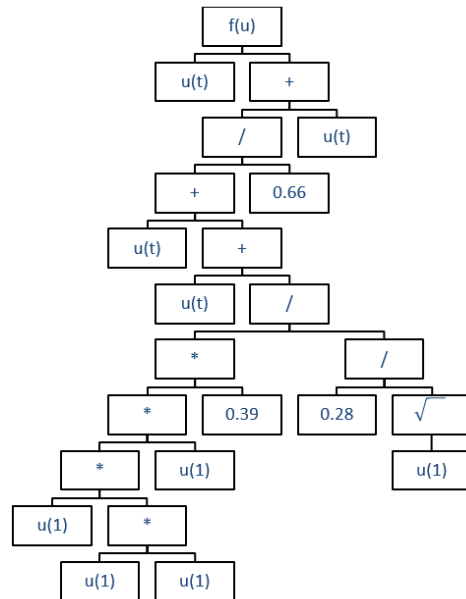 f(u)
u(t) +
/ u(t)
+ 0.66
u(t) +
u(t) /
* /
* 0.39 0.28 √
* u(1) u(1)
u(1) *
u(1) u(1)